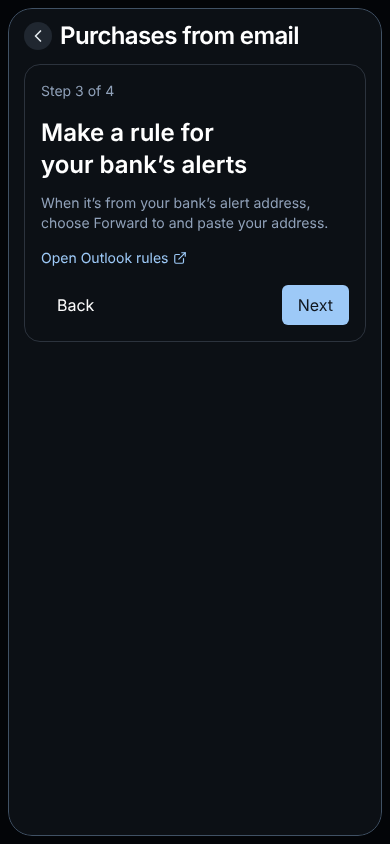 Purchases from email
Step 3 of 4
Make a rule for
your bank’s alerts
When it’s from your bank’s alert address,
choose Forward to and paste your address.
Open Outlook rules
Back
Next